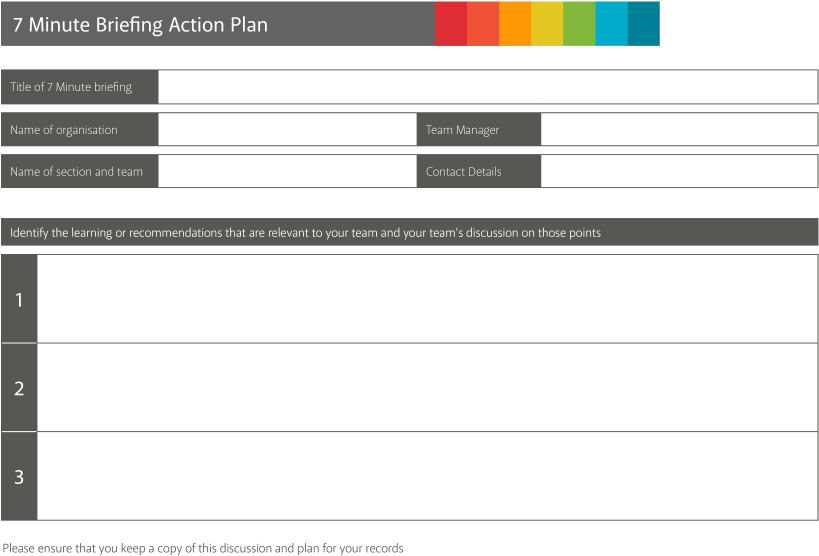 7 Minute Briefing Action Plan
Title of 7 Minute briefing
Name of organisation
Team Manager
Name of section and team
Contact Details
Identify the learning or recommendations that are relevant to your team and your team's discussion on those points
1
2
3
Please ensure that you keep a copy of this discussion and plan for your records